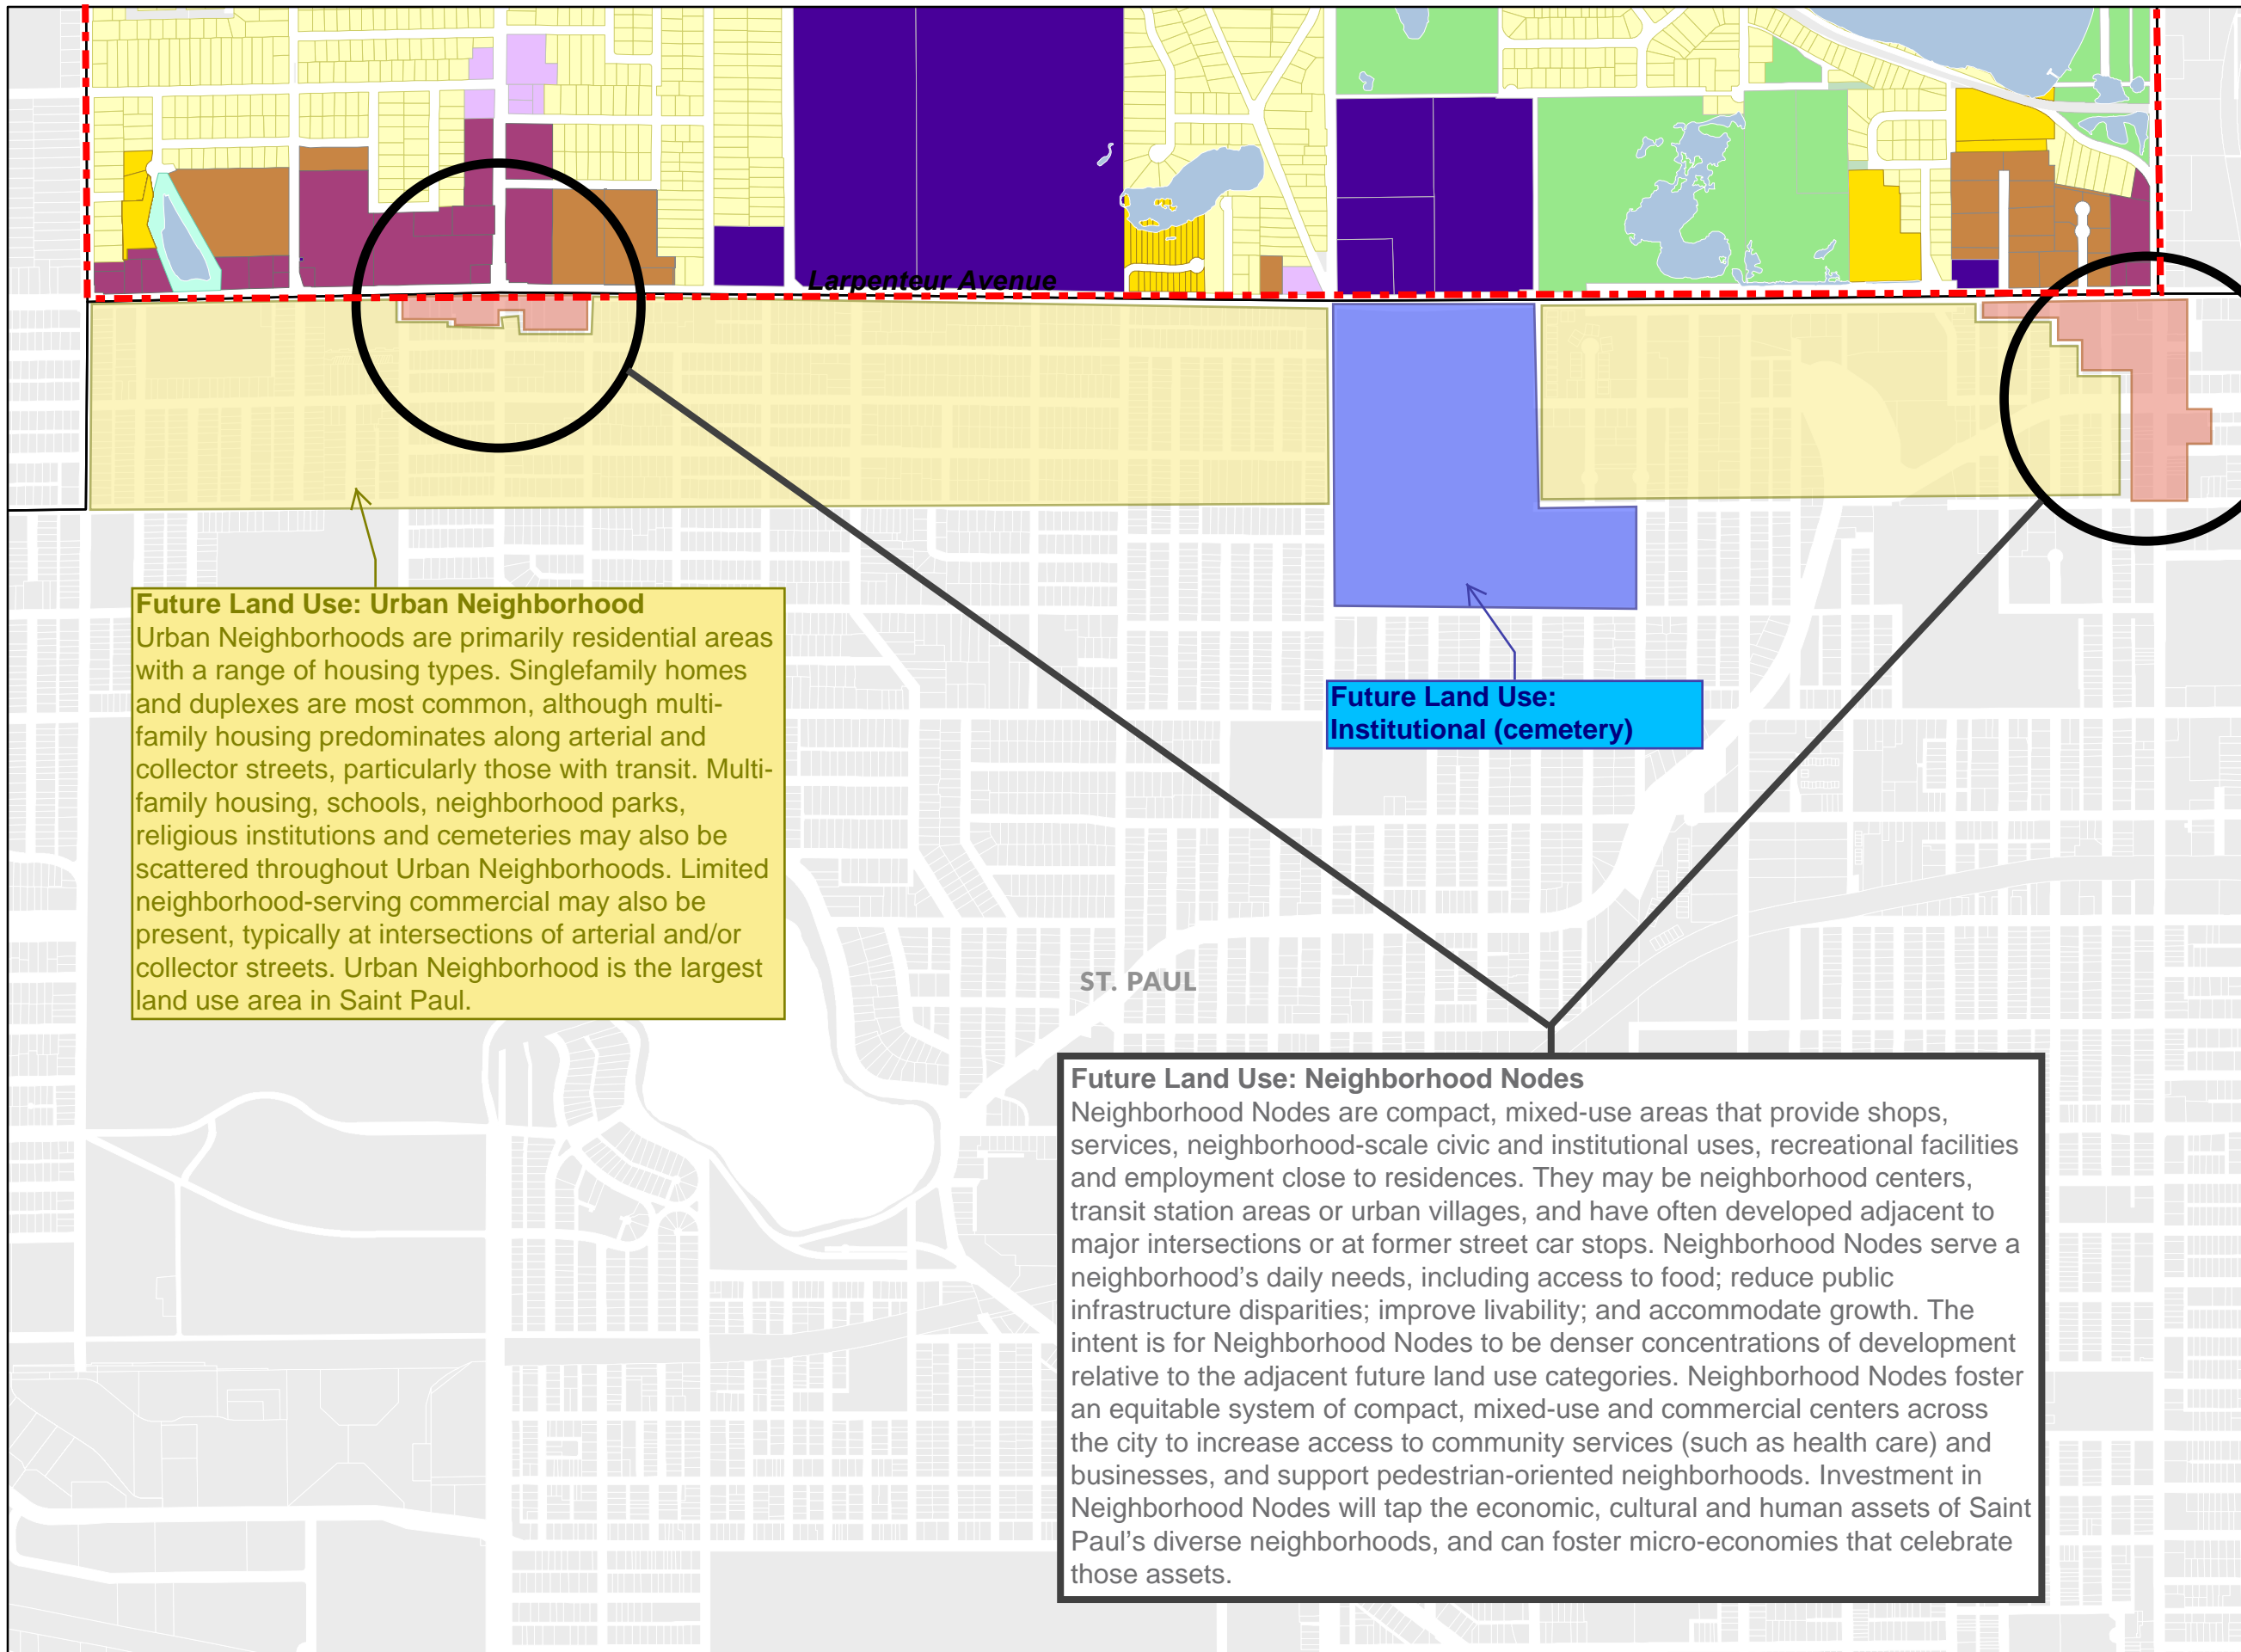 Larpenteur Avenue
Future Land Use: Urban Neighborhood
Urban Neighborhoods are primarily residential areas
with a range of housing types. Singlefamily homes
and duplexes are most common, although multi-
family housing predominates along arterial and
collector streets, particularly those with transit. Multi-
family housing, schools, neighborhood parks,
religious institutions and cemeteries may also be
scattered throughout Urban Neighborhoods. Limited
neighborhood-serving commercial may also be
present, typically at intersections of arterial and/or
collector streets. Urban Neighborhood is the largest
land use area in Saint Paul.
Future Land Use:
Institutional (cemetery)
ST. PAUL
Future Land Use: Neighborhood Nodes
Neighborhood Nodes are compact, mixed-use areas that provide shops,
services, neighborhood-scale civic and institutional uses, recreational facilities
and employment close to residences. They may be neighborhood centers,
transit station areas or urban villages, and have often developed adjacent to
major intersections or at former street car stops. Neighborhood Nodes serve a
neighborhood’s daily needs, including access to food; reduce public
infrastructure disparities; improve livability; and accommodate growth. The
intent is for Neighborhood Nodes to be denser concentrations of development
relative to the adjacent future land use categories. Neighborhood Nodes foster
an equitable system of compact, mixed-use and commercial centers across
the city to increase access to community services (such as health care) and
businesses, and support pedestrian-oriented neighborhoods. Investment in
Neighborhood Nodes will tap the economic, cultural and human assets of Saint
Paul’s diverse neighborhoods, and can foster micro-economies that celebrate
those assets.